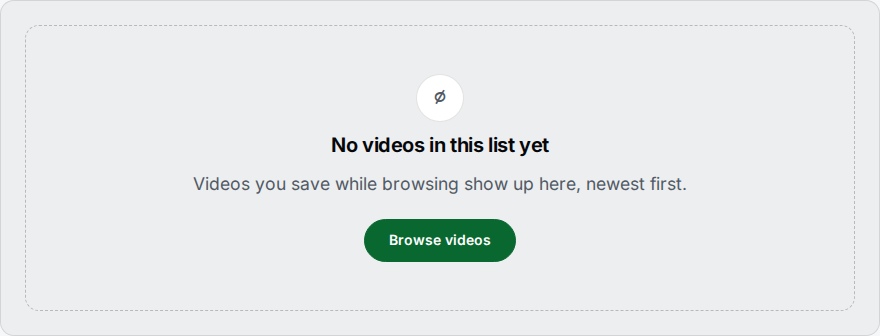 ∅
No videos in this list yet
Videos you save while browsing show up here, newest first.
Browse videos